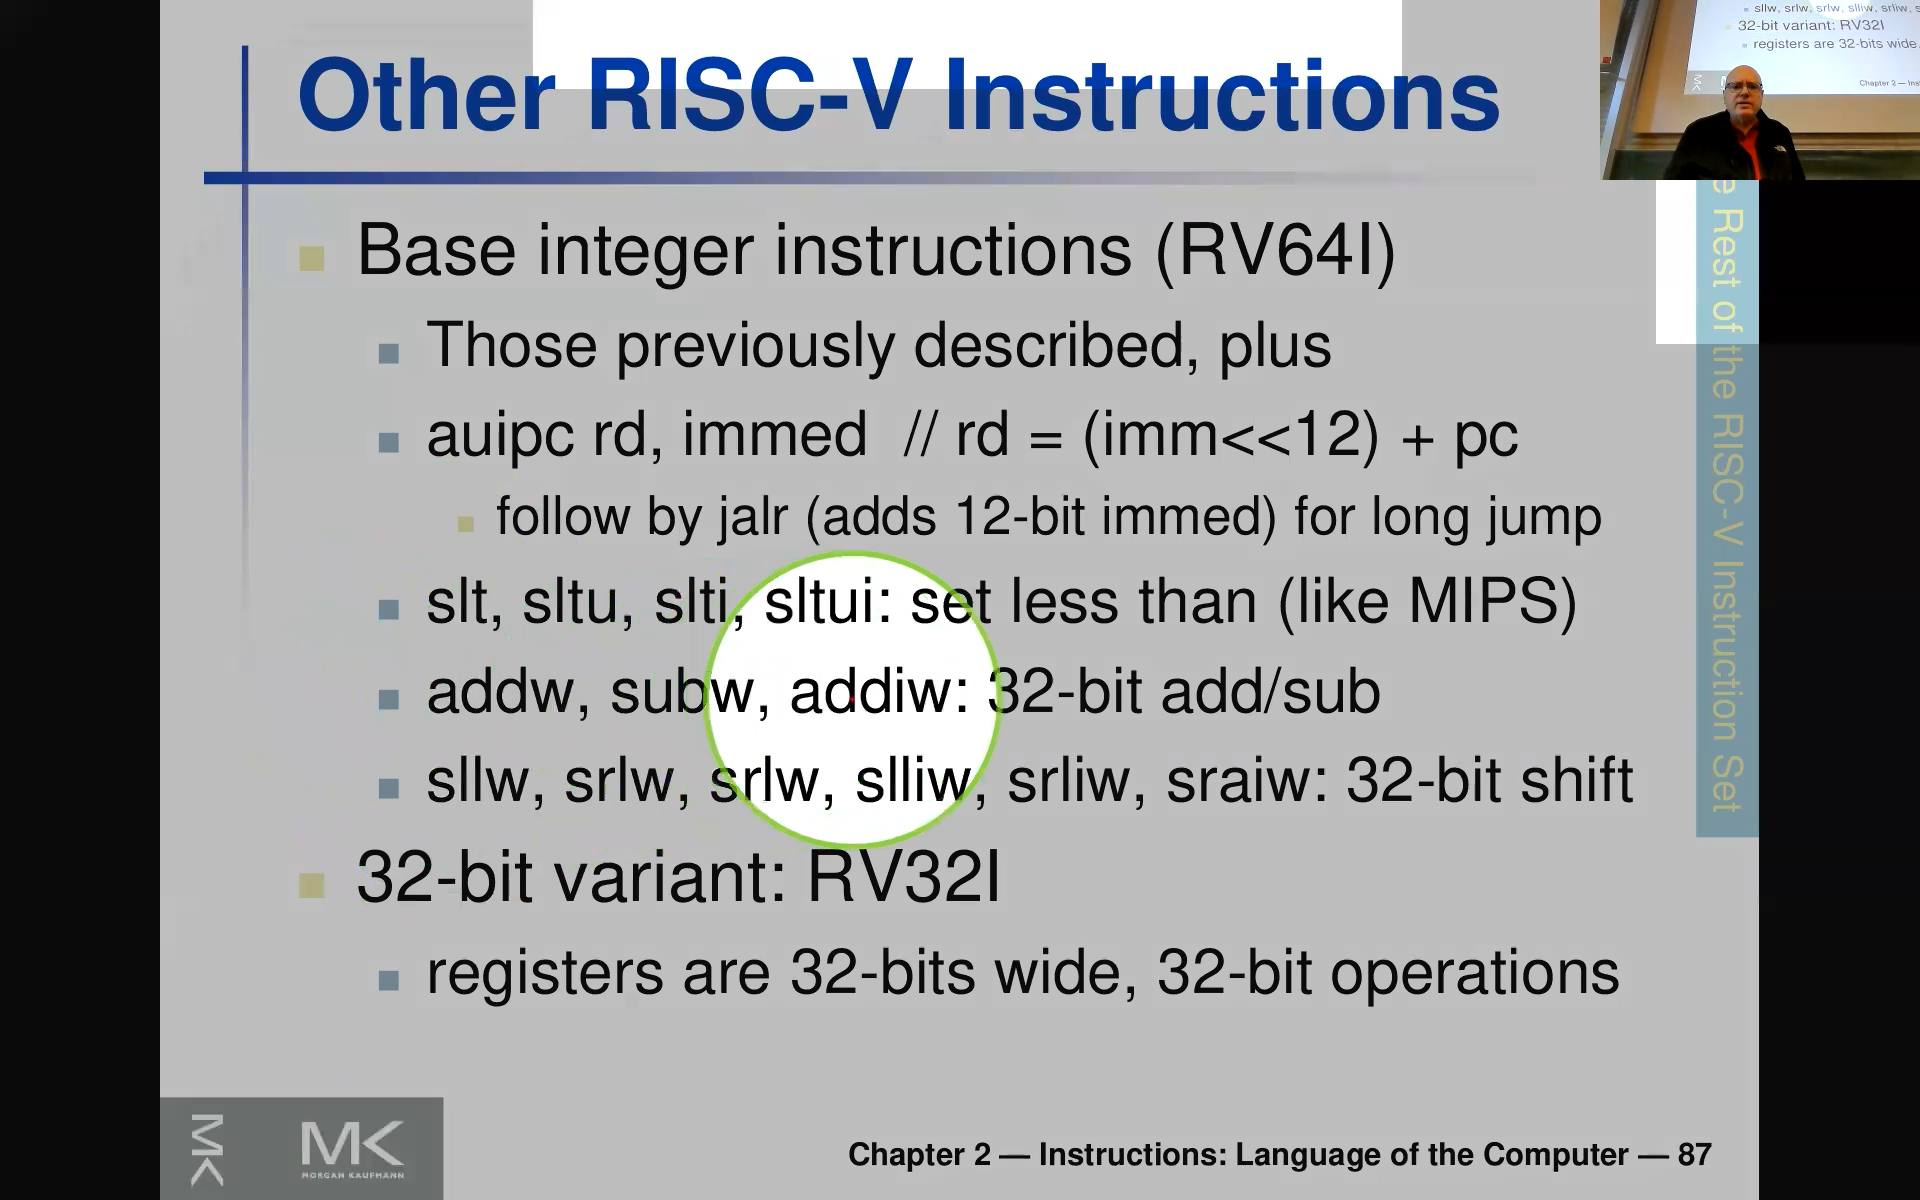 Other RISC-V Instructions
Base integer instructions (RV64I)
Those previously described, plus
auipc rd, immed // rd = (imm<<12) + pc
follow by jalr (adds 12-bit immed) for long jump
slt, sltu, slti, sltui: set less than (like MIPS)
addw, subw, addiw: 32-bit add/sub
sllw, srlw, srlw, slliw, srliw, sraiw: 32-bit shift
32-bit variant: RV32I
registers are 32-bits wide, 32-bit operations
e Rest of the RISC-V Instruction Set
sllw, srlw, srlw, slliw, srliw, s
32-bit variant: RV32I
registers are 32-bits wide,
Chapter 2 — Ins
MK
MK
MORGAN KAUFMANN
Chapter 2 — Instructions: Language of the Computer — 87